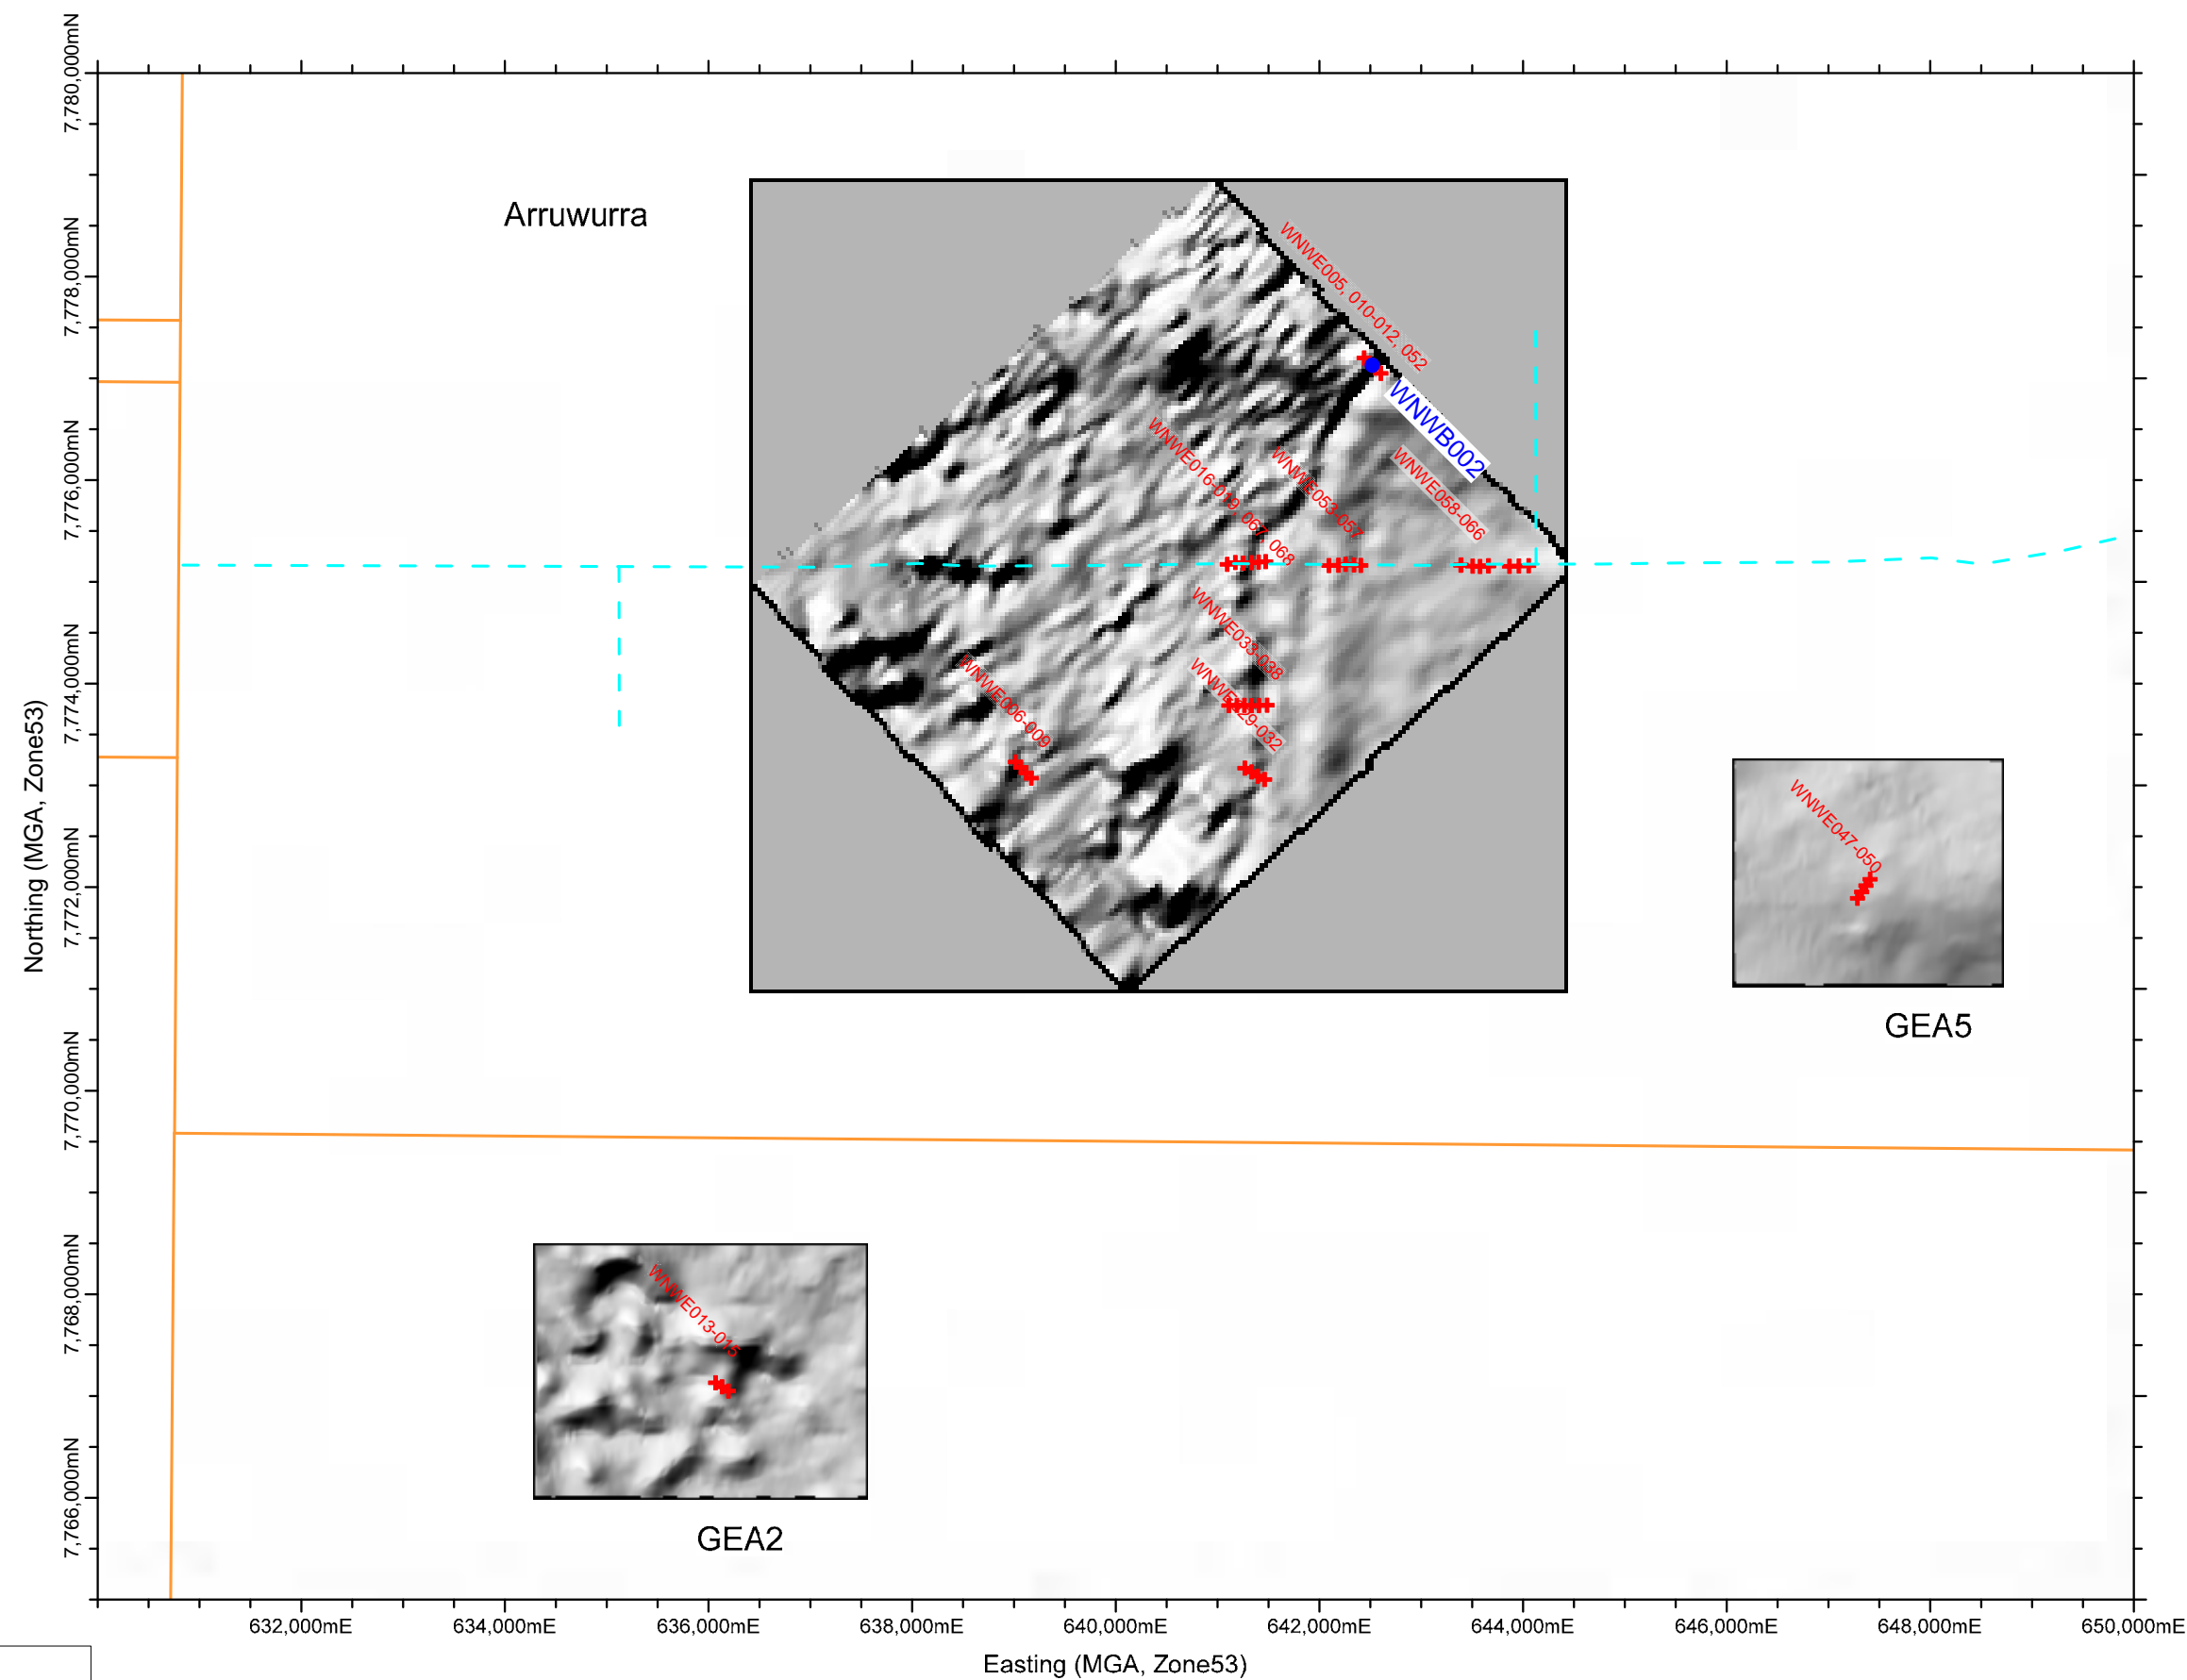 7,780,000mN
Arruwurra
WNWE005, 010-012, 052
7,778,000mN
WNWB002
WNWE016-019, 067, 068
WNWE053-057
WNWE058-066
7,776,000mN
WNWE033-038
7,774,000mN
WNWE006-009
WNWE029-032
Northing (MGA, Zone53)
WNWE047-050
7,772,000mN
GEA5
7,770,000mN
7,768,000mN
WNWE013-015
7,766,000mN
GEA2
632,000mE 634,000mE 636,000mE 638,000mE 640,000mE 642,000mE 644,000mE 646,000mE 648,000mE 650,000mE
Easting (MGA, Zone53)